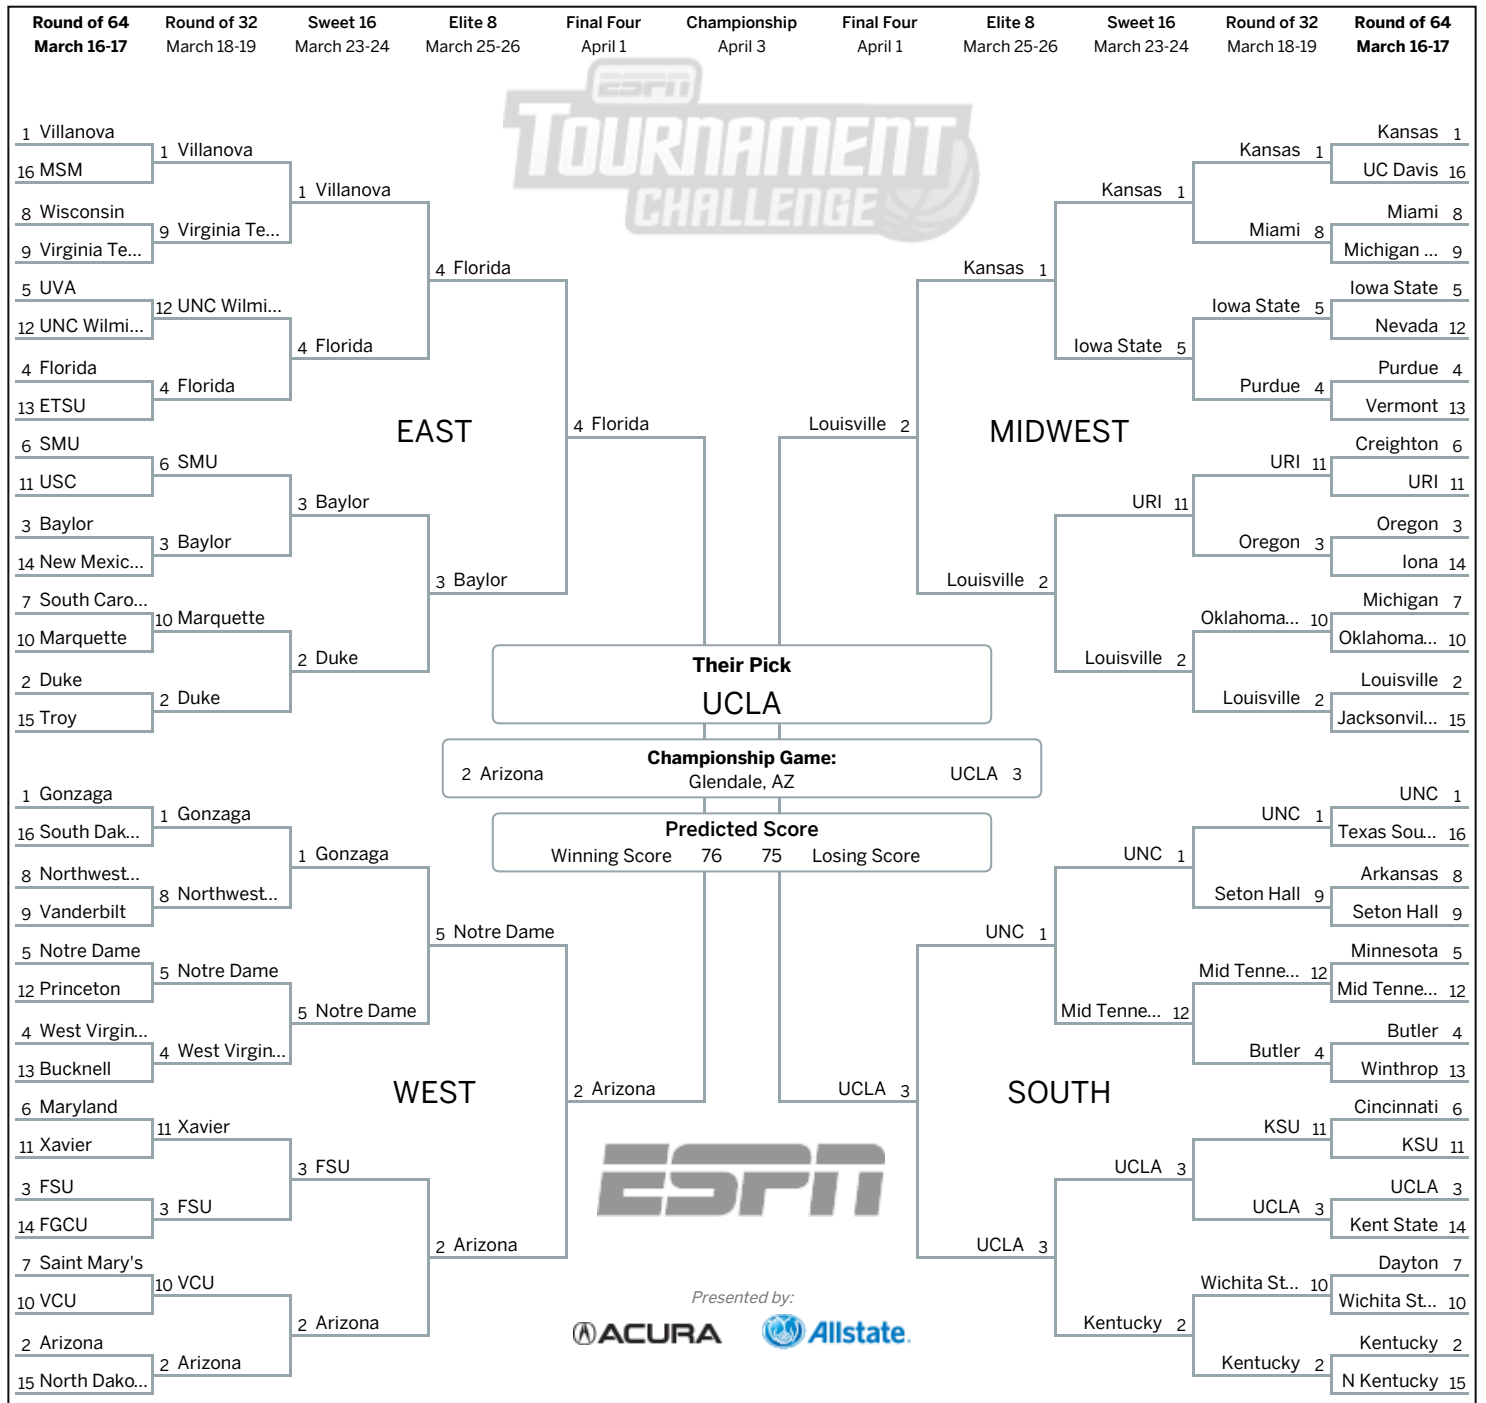 Round of 64
March 16-17
Round of 32
March 18-19
Sweet 16
March 23-24
Elite 8
March 25-26
Final Four
April 1
Championship
April 3
Final Four
April 1
Elite 8
March 25-26
Sweet 16
March 23-24
Round of 32
March 18-19
Round of 64
March 16-17
ESPN
TOURNAMENT
CHALLENGE
1 Villanova
16 MSM
8 Wisconsin
9 Virginia Te...
5 UVA
12 UNC Wilmi...
4 Florida
13 ETSU
6 SMU
11 USC
3 Baylor
14 New Mexic...
7 South Caro...
10 Marquette
2 Duke
15 Troy
1 Villanova
9 Virginia Te...
12 UNC Wilmi...
4 Florida
6 SMU
3 Baylor
10 Marquette
2 Duke
1 Villanova
4 Florida
3 Baylor
2 Duke
4 Florida
3 Baylor
EAST
4 Florida
1 Gonzaga
16 South Dak...
8 Northwest...
9 Vanderbilt
5 Notre Dame
12 Princeton
4 West Virgin...
13 Bucknell
6 Maryland
11 Xavier
3 FSU
14 FGCU
7 Saint Mary's
10 VCU
2 Arizona
15 North Dako...
1 Gonzaga
8 Northwest...
5 Notre Dame
4 West Virgin...
11 Xavier
3 FSU
10 VCU
2 Arizona
1 Gonzaga
5 Notre Dame
3 FSU
2 Arizona
5 Notre Dame
2 Arizona
WEST
2 Arizona
Their Pick
UCLA
Championship Game:
2 Arizona
Glendale, AZ
UCLA 3
Predicted Score
Winning Score 76 75 Losing Score
Louisville 2
MIDWEST
Kansas 1
Louisville 2
Kansas 1
Iowa State 5
URI 11
Louisville 2
Kansas 1
Miami 8
Iowa State 5
Purdue 4
URI 11
Oregon 3
Oklahoma... 10
Louisville 2
Kansas 1
UC Davis 16
Miami 8
Michigan ... 9
Iowa State 5
Nevada 12
Purdue 4
Vermont 13
Creighton 6
URI 11
Oregon 3
Iona 14
Michigan 7
Oklahoma... 10
Louisville 2
Jacksonvil... 15
UCLA 3
SOUTH
UNC 1
UCLA 3
UNC 1
Mid Tenne... 12
UCLA 3
Kentucky 2
UNC 1
Seton Hall 9
Mid Tenne... 12
Butler 4
KSU 11
UCLA 3
Wichita St... 10
Kentucky 2
UNC 1
Texas Sou... 16
Arkansas 8
Seton Hall 9
Minnesota 5
Mid Tenne... 12
Butler 4
Winthrop 13
Cincinnati 6
KSU 11
UCLA 3
Kent State 14
Dayton 7
Wichita St... 10
Kentucky 2
N Kentucky 15
ESPN
Presented by:
ACURA
Allstate.